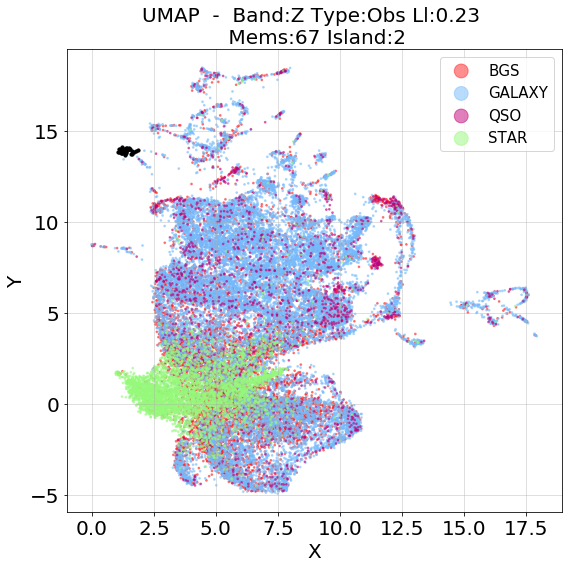 UMAP  -  Band:Z Type:Obs Ll:0.23
Mems:67 Island:2
BGS
GALAXY
QSO
STAR
15
10
5
0
−5
Y
0.0 2.5 5.0 7.5 10.0 12.5 15.0 17.5
X